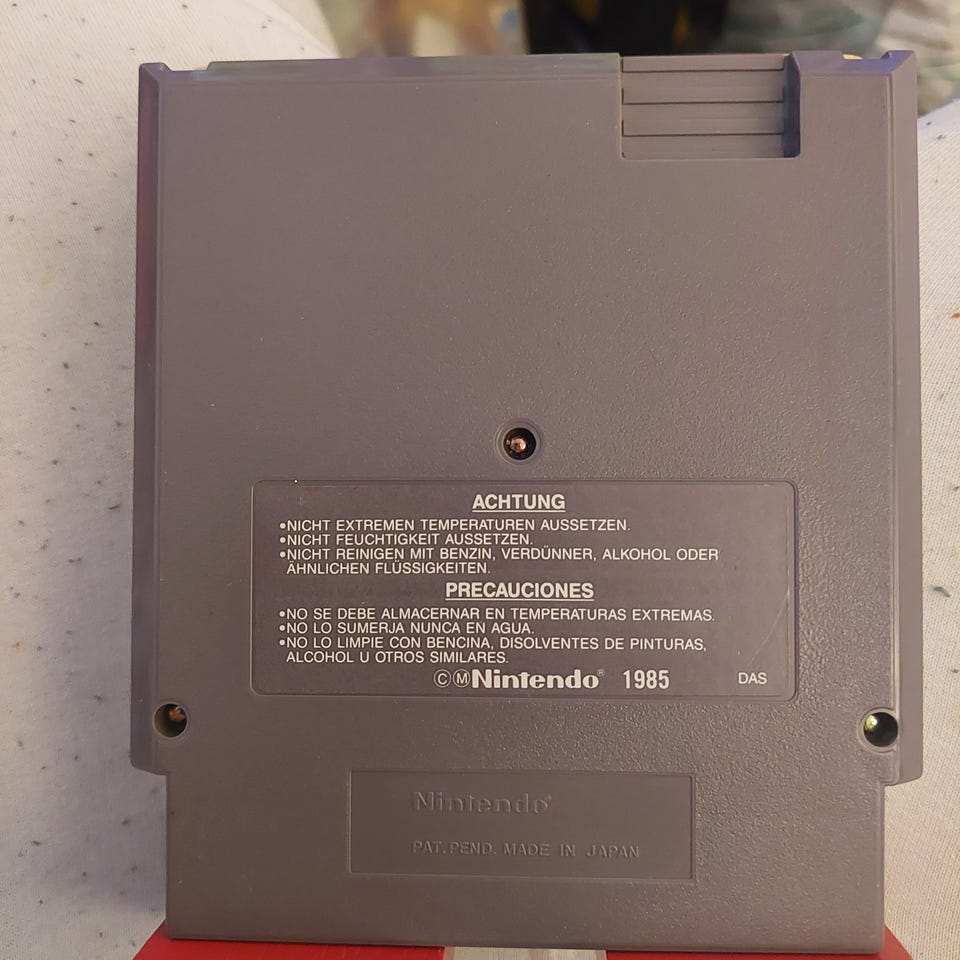 ACHTUNG
•NICHT EXTREMEN TEMPERATUREN AUSSETZEN.
•NICHT FEUCHTIGKEIT AUSSETZEN.
•NICHT REINIGEN MIT BENZIN, VERDÜNNER, ALKOHOL ODER
ÄHNLICHEN FLÜSSIGKEITEN.
PRECAUCIONES
•NO SE DEBE ALMACERNAR EN TEMPERATURAS EXTREMAS.
•NO LO SUMERJA NUNCA EN AGUA.
•NO LO LIMPIE CON BENCINA, DISOLVENTES DE PINTURAS,
ALCOHOL U OTROS SIMILARES.
©ⓂNintendo® 1985 DAS
Nintendo®
PAT. PEND. MADE IN JAPAN